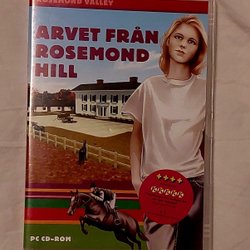 ROSEMOND VALLEY
ARVET FRÅN
ROSEMOND
HILL
PC CD-ROM